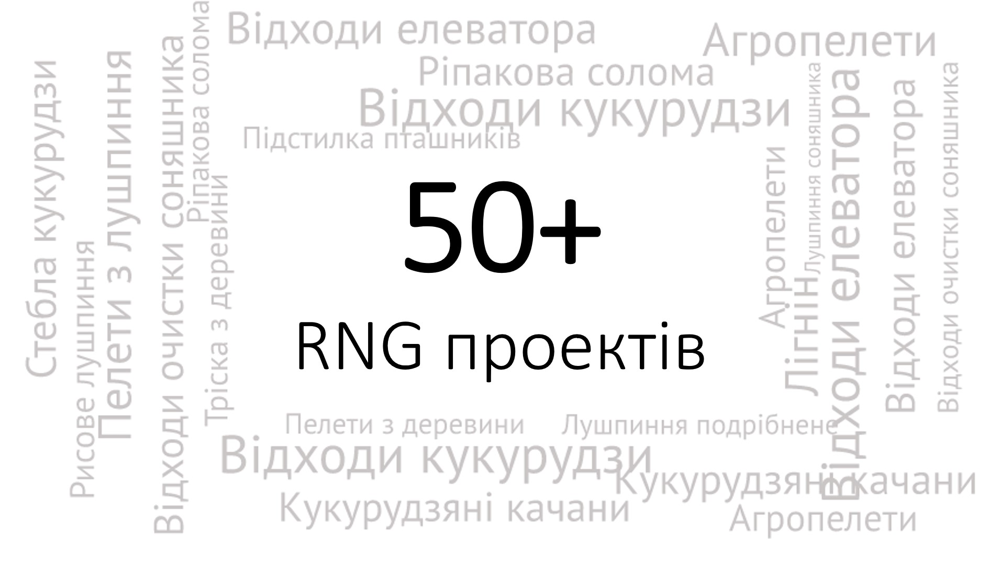 Відходи елеватора
Агропелети
Ріпакова солома
Відходи кукурудзи
Підстилка пташників
Стебла кукурудзи
Рисове лушпиння
Пелети з лушпиння
Відходи очистки соняшника
Ріпакова солома
Тріска з деревини
50+
RNG проектів
Агропелети
Лігнін
Лушпиння соняшника
Відходи елеватора
Відходи елеватора
Відходи очистки соняшника
Пелети з деревини
Лушпиння подрібнене
Відходи кукурудзи
Кукурудзяні качани
Кукурудзяні качани
Агропелети